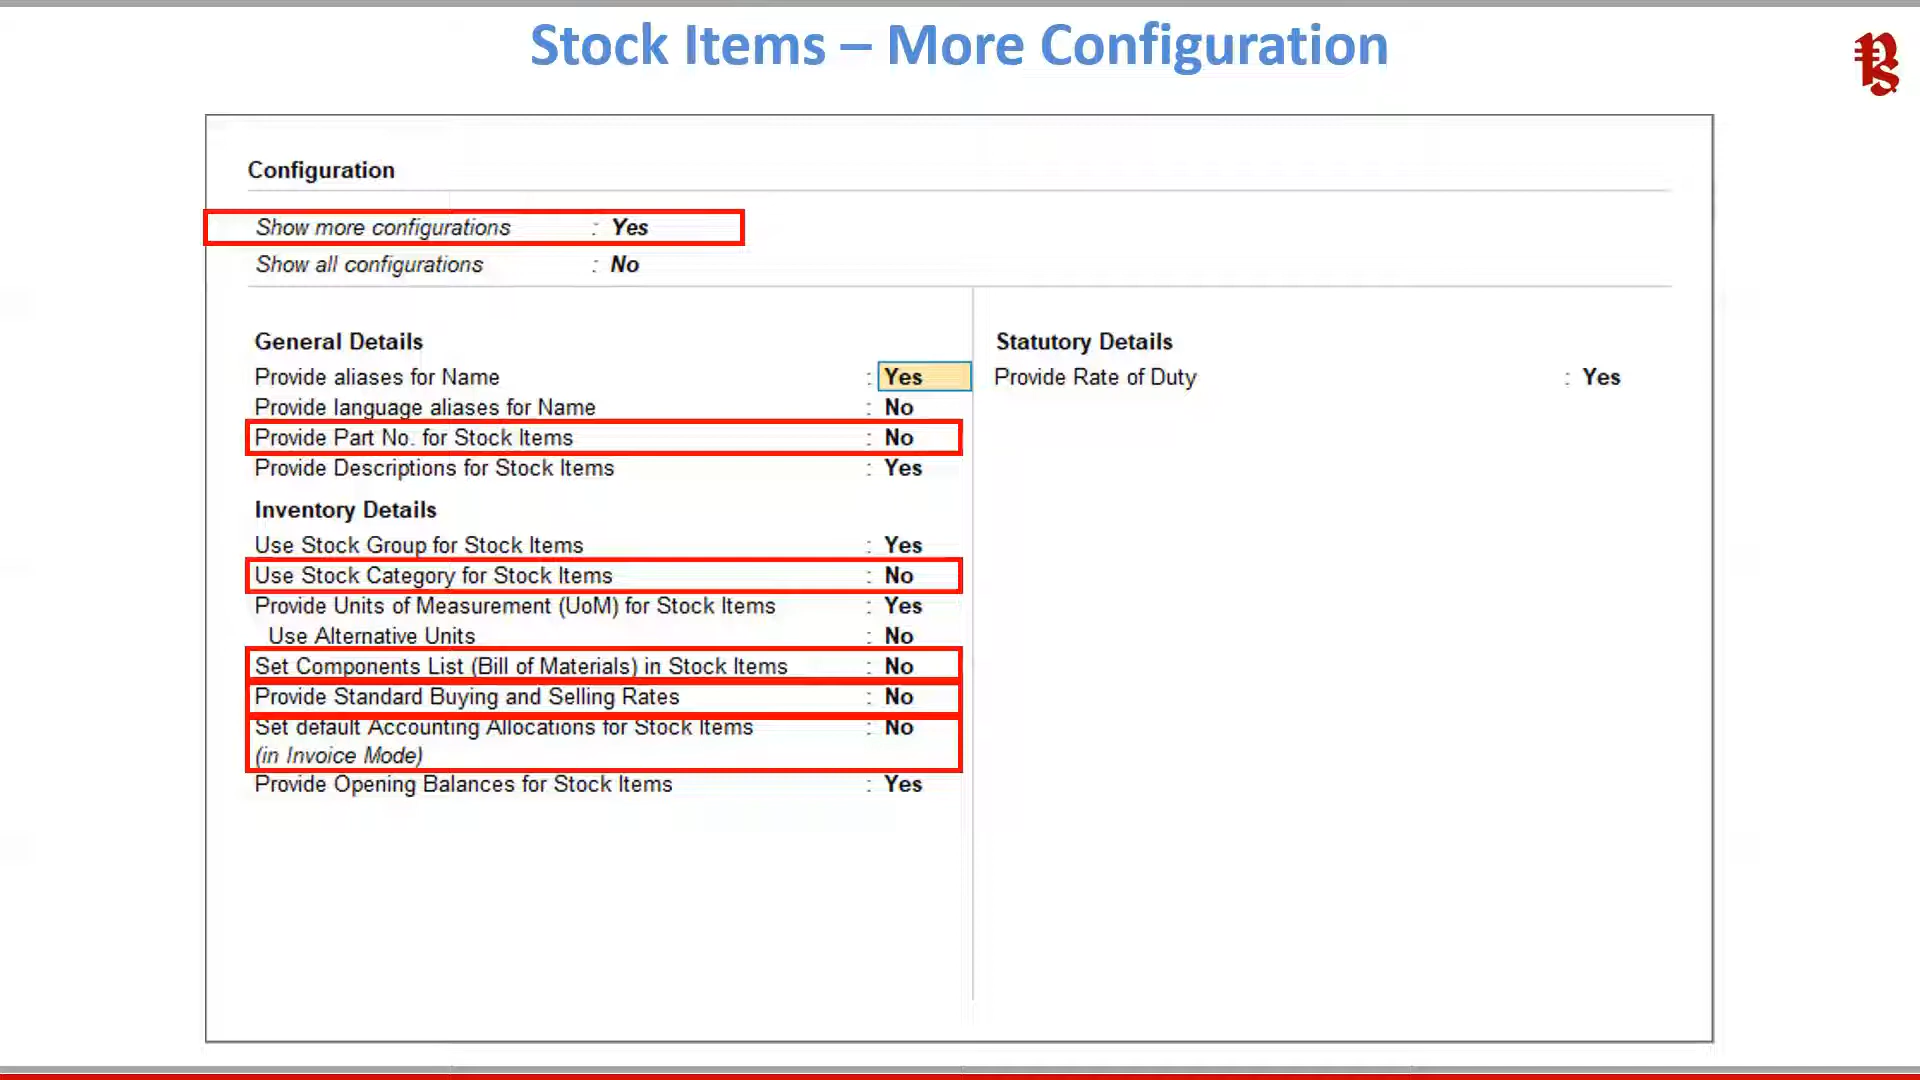 Stock Items – More Configuration
Configuration
Show more configurations : Yes
Show all configurations : No
General Details
Provide aliases for Name : Yes
Provide language aliases for Name : No
Provide Part No. for Stock Items : No
Provide Descriptions for Stock Items : Yes
Inventory Details
Use Stock Group for Stock Items : Yes
Use Stock Category for Stock Items : No
Provide Units of Measurement (UoM) for Stock Items : Yes
Use Alternative Units : No
Set Components List (Bill of Materials) in Stock Items : No
Provide Standard Buying and Selling Rates : No
Set default Accounting Allocations for Stock Items : No
(in Invoice Mode)
Provide Opening Balances for Stock Items : Yes
Statutory Details
Provide Rate of Duty : Yes